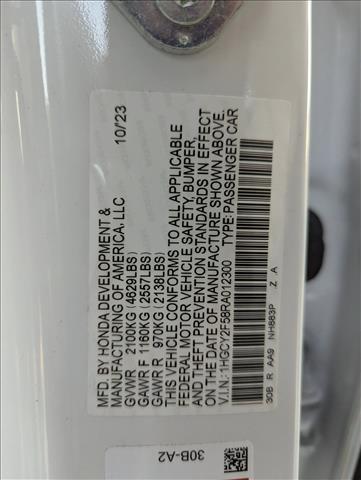 MFD. BY HONDA DEVELOPMENT & 10/23
MANUFACTURING OF AMERICA, LLC
GVWR 2100KG (4629LBS)
GAWR F 1160KG (2557LBS)
GAWR R 970KG (2138LBS)
THIS VEHICLE CONFORMS TO ALL APPLICABLE
FEDERAL MOTOR VEHICLE SAFETY, BUMPER,
AND THEFT PREVENTION STANDARDS IN EFFECT
ON THE DATE OF MANUFACTURE SHOWN ABOVE.
V.I.N.: 1HGCY2F58RA012300 TYPE: PASSENGER CAR
30B R AA9 NH883P Z A
30B-A2